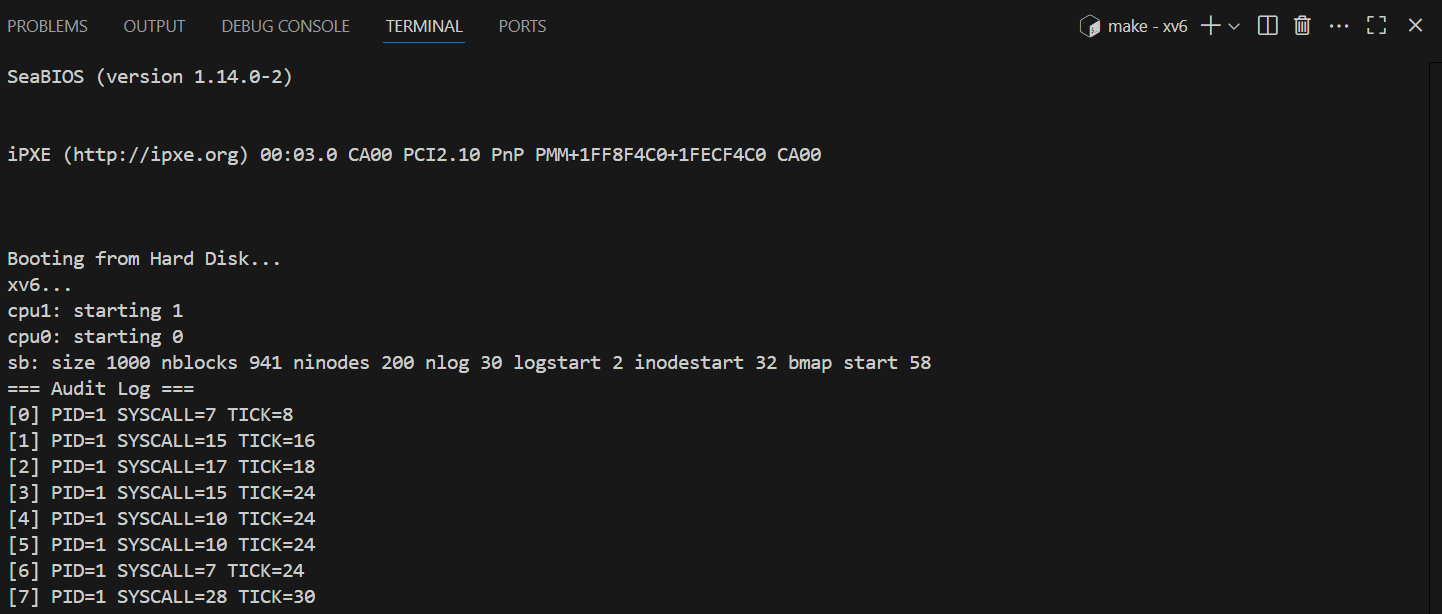 PROBLEMS OUTPUT DEBUG CONSOLE TERMINAL PORTS make - xv6
SeaBIOS (version 1.14.0-2)
iPXE (http://ipxe.org) 00:03.0 CA00 PCI2.10 PnP PMM+1FF8F4C0+1FECF4C0 CA00
Booting from Hard Disk...
xv6...
cpu1: starting 1
cpu0: starting 0
sb: size 1000 nblocks 941 ninodes 200 nlog 30 logstart 2 inodestart 32 bmap start 58
=== Audit Log ===
[0] PID=1 SYSCALL=7 TICK=8
[1] PID=1 SYSCALL=15 TICK=16
[2] PID=1 SYSCALL=17 TICK=18
[3] PID=1 SYSCALL=15 TICK=24
[4] PID=1 SYSCALL=10 TICK=24
[5] PID=1 SYSCALL=10 TICK=24
[6] PID=1 SYSCALL=7 TICK=24
[7] PID=1 SYSCALL=28 TICK=30